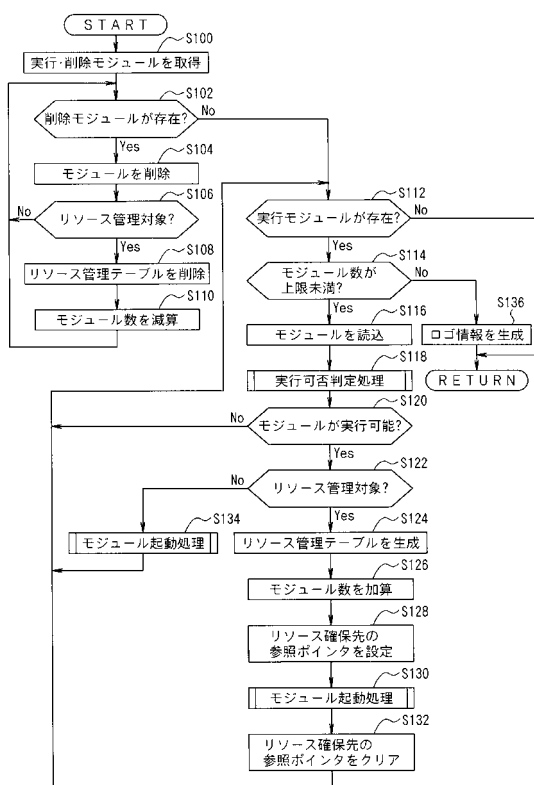 START
S100
実行・削除モジュールを取得
S102
削除モジュールが存在?
No
Yes
S104
モジュールを削除
S106
No
リソース管理対象?
Yes
S108
リソース管理テーブルを削除
S110
モジュール数を減算
S112
実行モジュールが存在?
No
Yes
S114
モジュール数が
上限未満?
No
Yes
S136
ロゴ情報を生成
RETURN
S116
モジュールを読込
S118
実行可否判定処理
S120
No
モジュールが実行可能?
Yes
S122
No
リソース管理対象?
Yes
S134
モジュール起動処理
S124
リソース管理テーブルを生成
S126
モジュール数を加算
S128
リソース確保先の
参照ポインタを設定
S130
モジュール起動処理
S132
リソース確保先の
参照ポインタをクリア